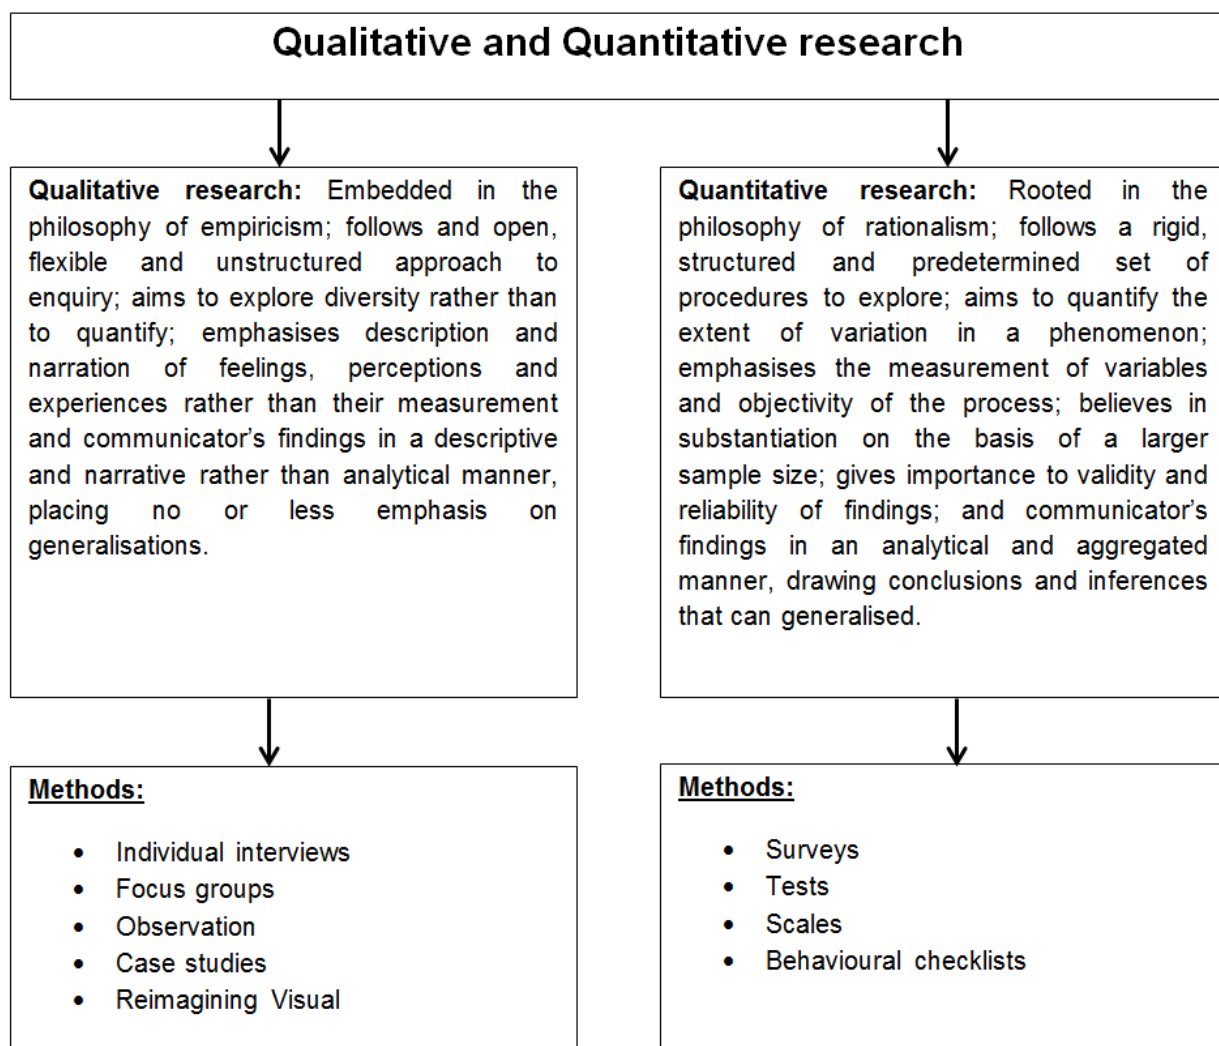 Qualitative and Quantitative research
Qualitative research: Embedded in the
philosophy of empiricism; follows and open,
flexible and unstructured approach to
enquiry; aims to explore diversity rather than
to quantify; emphasises description and
narration of feelings, perceptions and
experiences rather than their measurement
and communicator's findings in a descriptive
and narrative rather than analytical manner,
placing no or less emphasis on
generalisations.
Quantitative research: Rooted in the
philosophy of rationalism; follows a rigid,
structured and predetermined set of
procedures to explore; aims to quantify the
extent of variation in a phenomenon;
emphasises the measurement of variables
and objectivity of the process; believes in
substantiation on the basis of a larger
sample size; gives importance to validity and
reliability of findings; and communicator's
findings in an analytical and aggregated
manner, drawing conclusions and inferences
that can generalised.
Methods:
• Individual interviews
• Focus groups
• Observation
• Case studies
• Reimagining Visual
Methods:
• Surveys
• Tests
• Scales
• Behavioural checklists